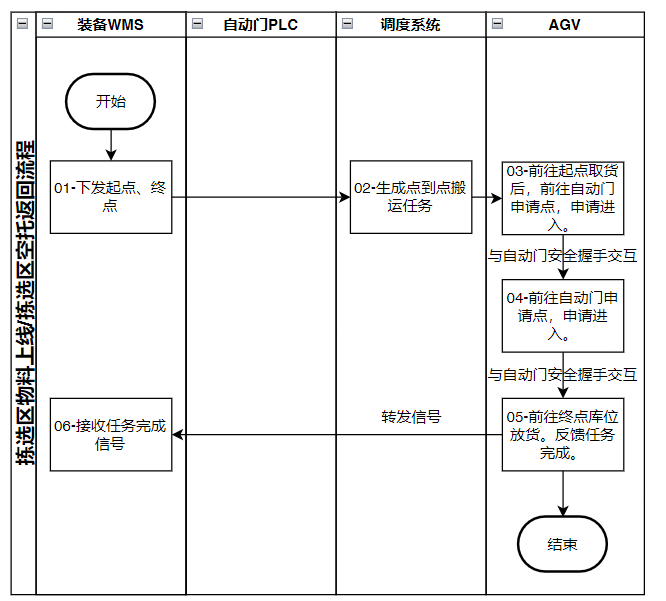 装备WMS
自动门PLC
调度系统
AGV
拣选区物料上线/拣选区空托返回流程
开始
01-下发起点、终
点
02-生成点到点搬
运任务
03-前往起点取货
后，前往自动门
申请点，申请进
入。
与自动门安全握手交互
04-前往自动门申
请点，申请进
入。
与自动门安全握手交互
05-前往终点库位
放货。反馈任务
完成。
转发信号
06-接收任务完成
信号
结束